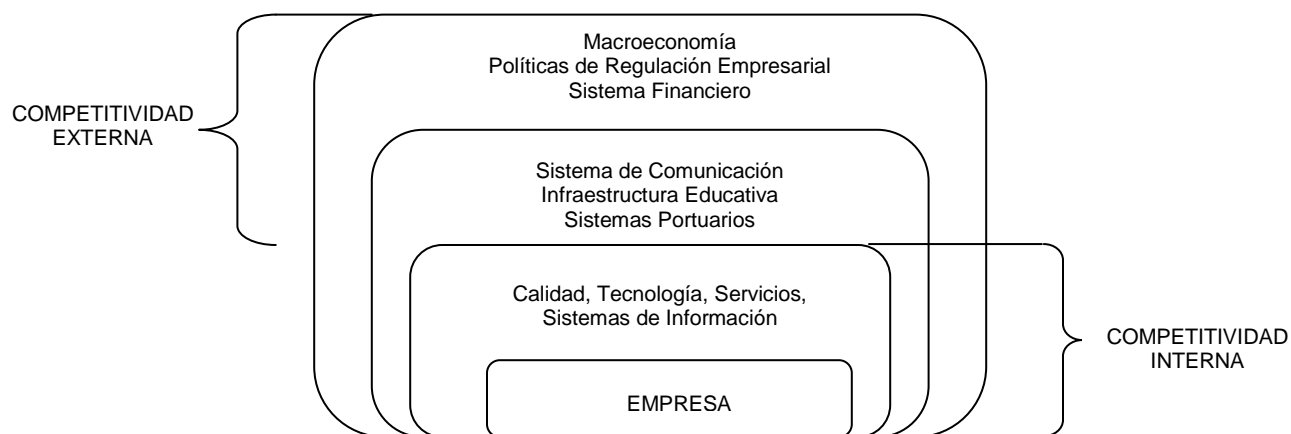 Macroeconomía
Políticas de Regulación Empresarial
Sistema Financiero
COMPETITIVIDAD
EXTERNA
Sistema de Comunicación
Infraestructura Educativa
Sistemas Portuarios
Calidad, Tecnología, Servicios,
Sistemas de Información
COMPETITIVIDAD
INTERNA
EMPRESA